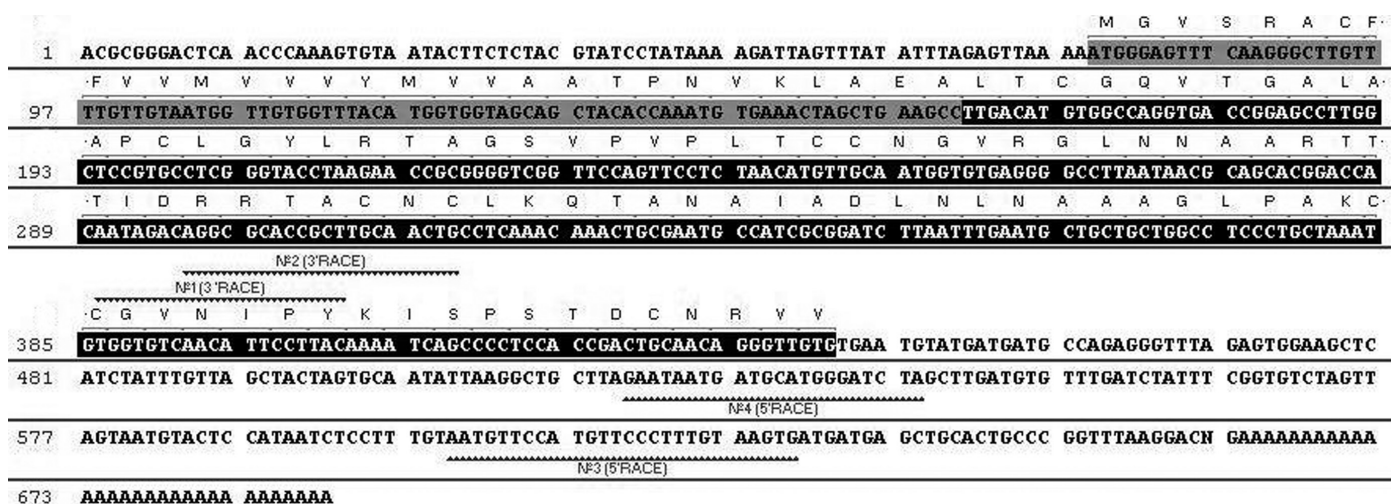 M G V S R A C F·
1 ACGCGGGACTCA ACCCAAAGTGTA ATACTTCTCTAC GTATCCTATAAA AGATTAGTTTAT ATTTAGAGTTAA AAATGGGAGTTT CAAGGGCTTGTT
·F V V M V V V Y M V V A A T P N V K L A E A L T C G Q V T G A L A·
97 TTGTTGTAATGG TTGTGGTTTACA TGGTGGTAGCAG CTACACCAAATG TGAAACTAGCTG AAGCCTTGACAT GTGGCCAGGTGA CCGGAGCCTTGG
·A P C L G Y L R T A G S V P V P L T C C N G V R G L N N A A R T T·
193 CTCCGTGCCTCG GGTACCTAAGAA CCGCGGGGTCGG TTCCAGTTCCTC TAACATGTTGCA ATGGTGTGAGGG GCCTTAATAACG CAGCACGGACCA
·T I D R R T A C N C L K Q T A N A I A D L N L N A A A G L P A K C·
289 CAATAGACAGGC GCACCGCTTGCA ACTGCCTCAAAC AAACTGCGAATG CCATCGCGGATC TTAATTTGAATG CTGCTGCTGGCC TCCCTGCTAAAT
№2 (3'RACE)
№1 (3'RACE)
·C G V N I P Y K I S P S T D C N R V V
385 GTGGTGTCAACA TTCCTTACAAAA TCAGCCCCTCCA CCGACTGCAACA GGGTTGTGTGAA TGTATGATGATG CCAGAGGGTTTA GAGTGGAAGCTC
481 ATCTATTTGTTA GCTACTAGTGCA ATATTAAGGCTG CTTAGAATAATG ATGCATGGGATC TAGCTTGATGTG TTTGATCTATTT CGGTGTCTAGTT
№4 (5'RACE)
577 AGTAATGTACTC CATAATCTCCTT TGTAATGTTCCA TGTTCCCTTTGT AAGTGATGATGA GCTGCACTGCCC GGTTTAAGGACN GAAAAAAAAAAA
№3 (5'RACE)
673 AAAAAAAAAAAA AAAAAAA